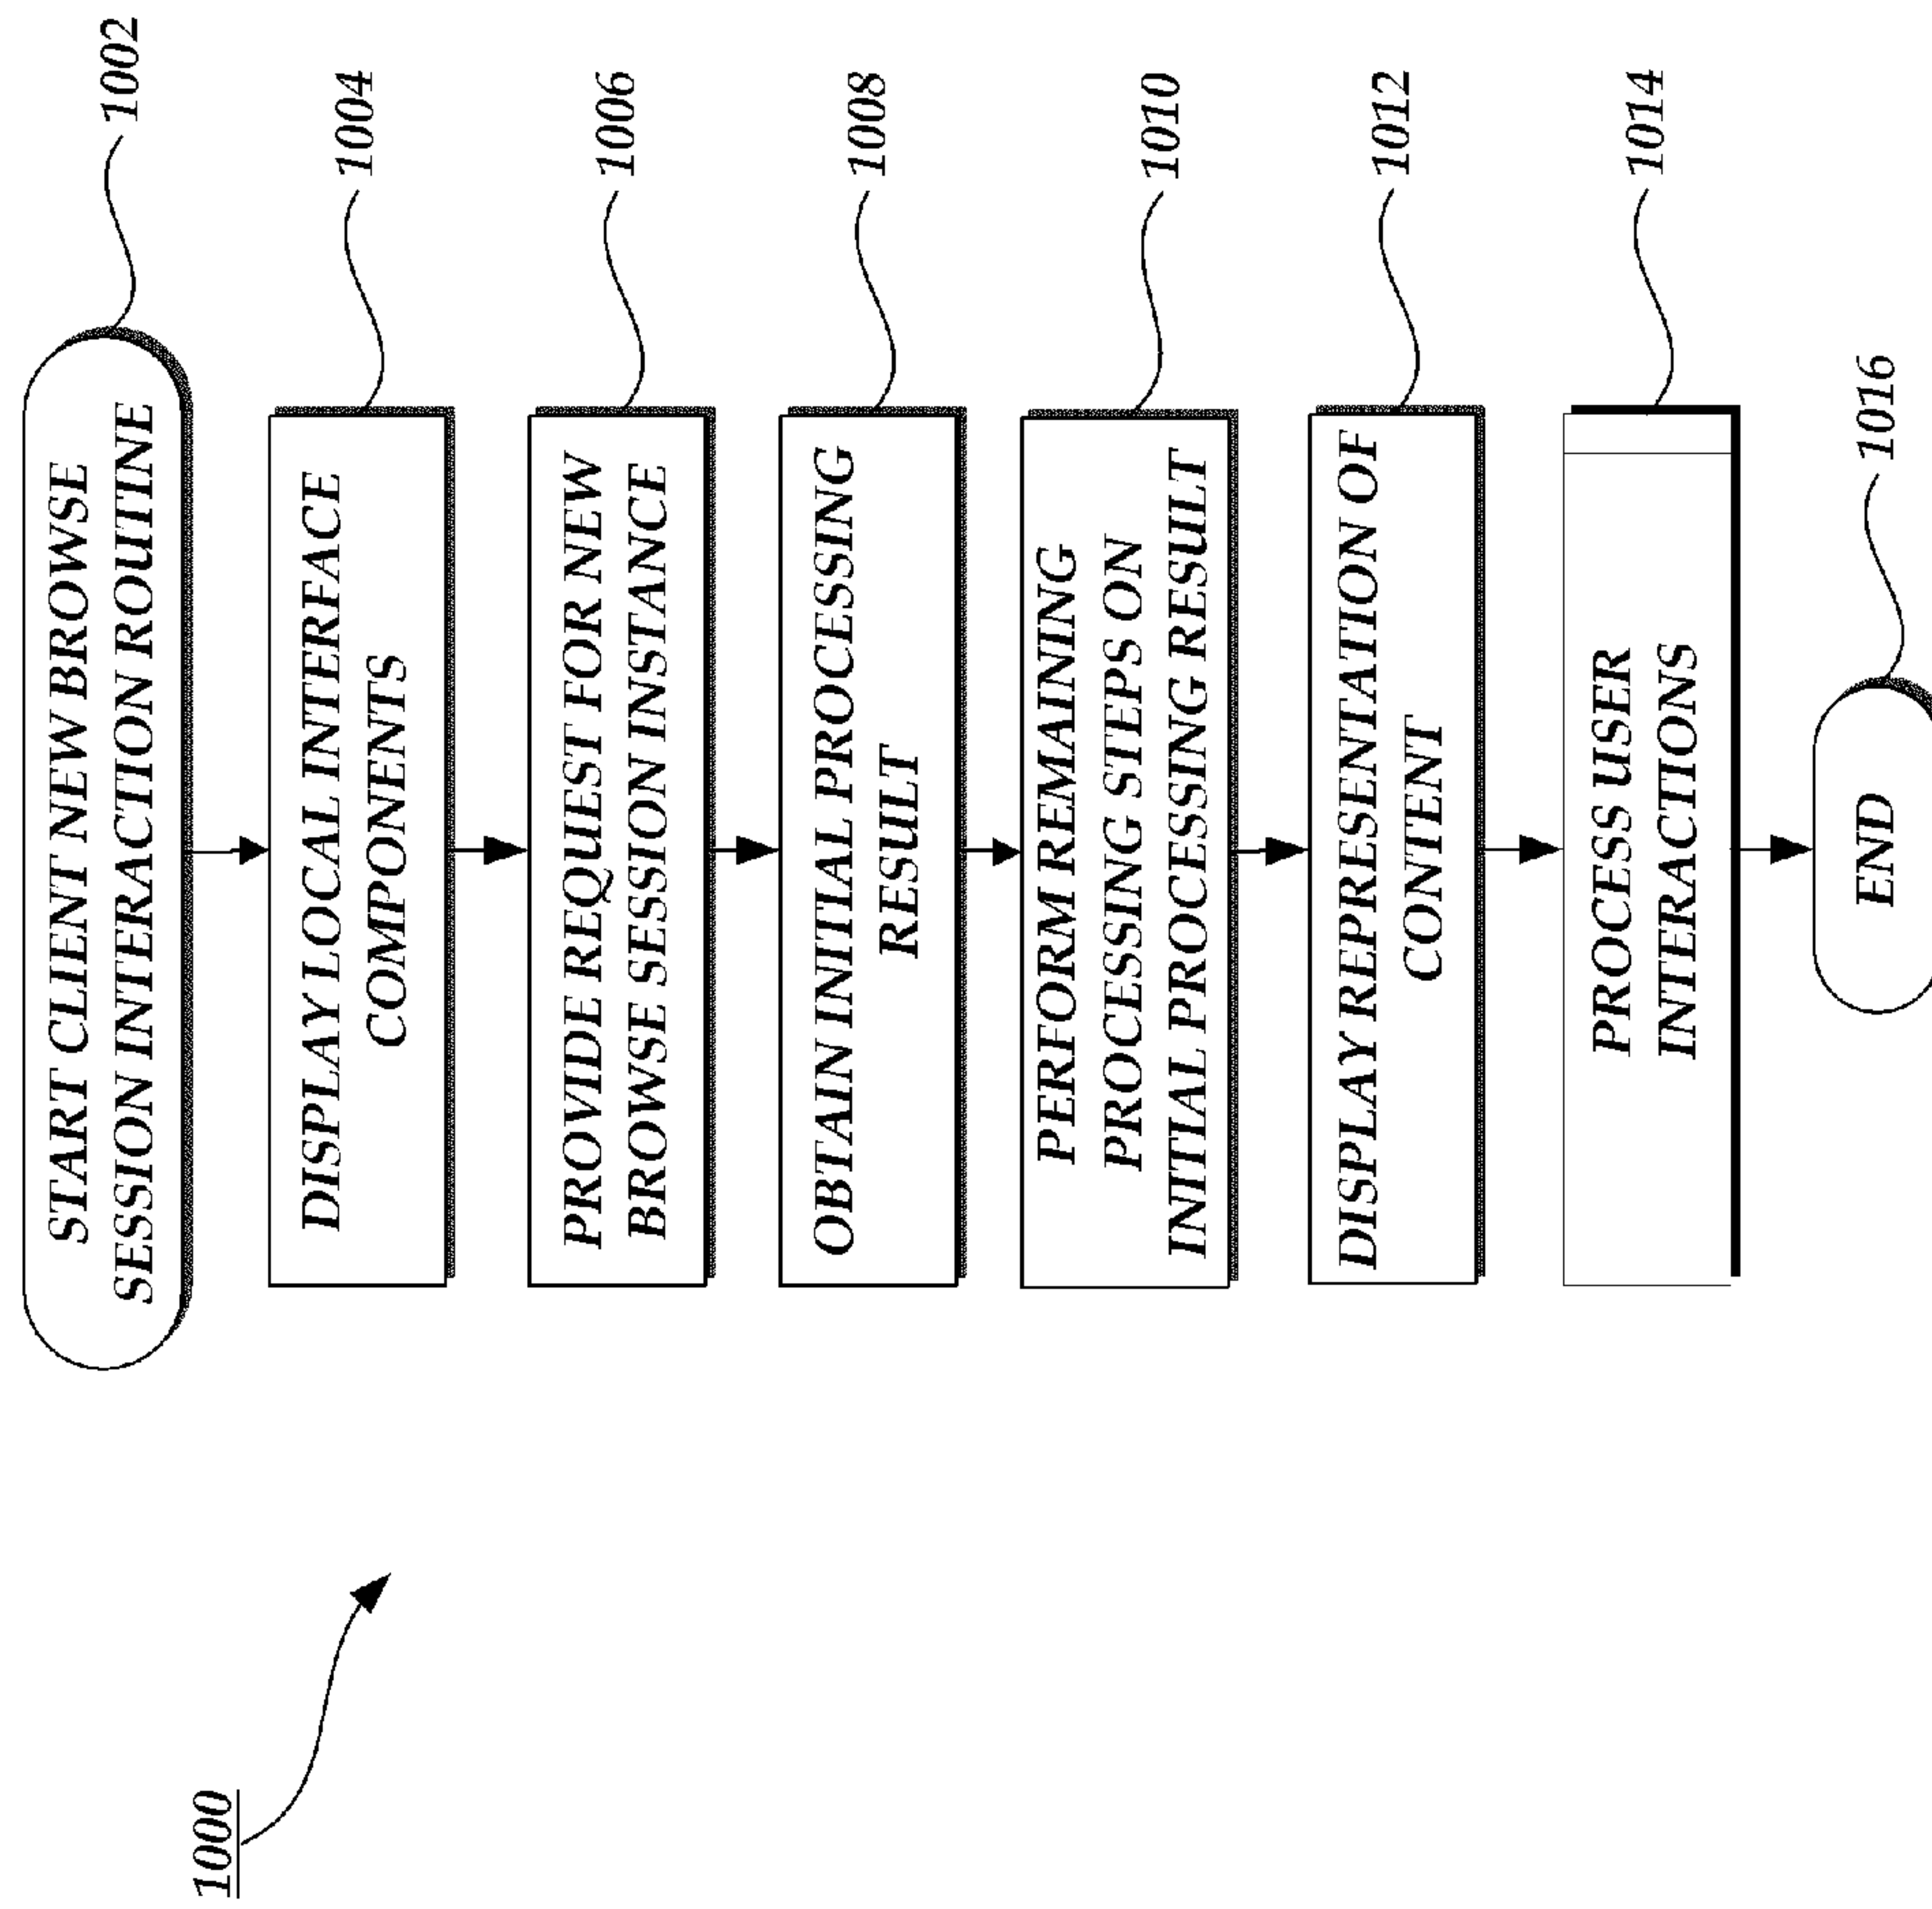 1000
START CLIENT NEW BROWSE
SESSION INTERACTION ROUTINE
1002
DISPLAY LOCAL INTERFACE
COMPONENTS
1004
PROVIDE REQUEST FOR NEW
BROWSE SESSION INSTANCE
1006
OBTAIN INITIAL PROCESSING
RESULT
1008
PERFORM REMAINING
PROCESSING STEPS ON
INITIAL PROCESSING RESULT
1010
DISPLAY REPRESENTATION OF
CONTENT
1012
PROCESS USER
INTERACTIONS
1014
END
1016